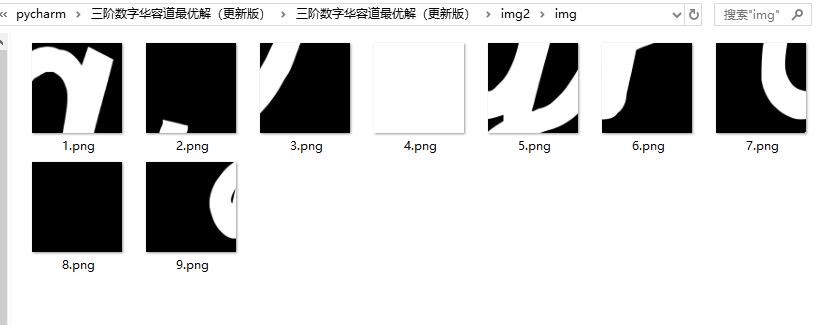 pycharm › 三阶数字华容道最优解（更新版） › 三阶数字华容道最优解（更新版） › img2 › img
搜索"img"
1.png 2.png 3.png 4.png 5.png 6.png 7.png
8.png 9.png